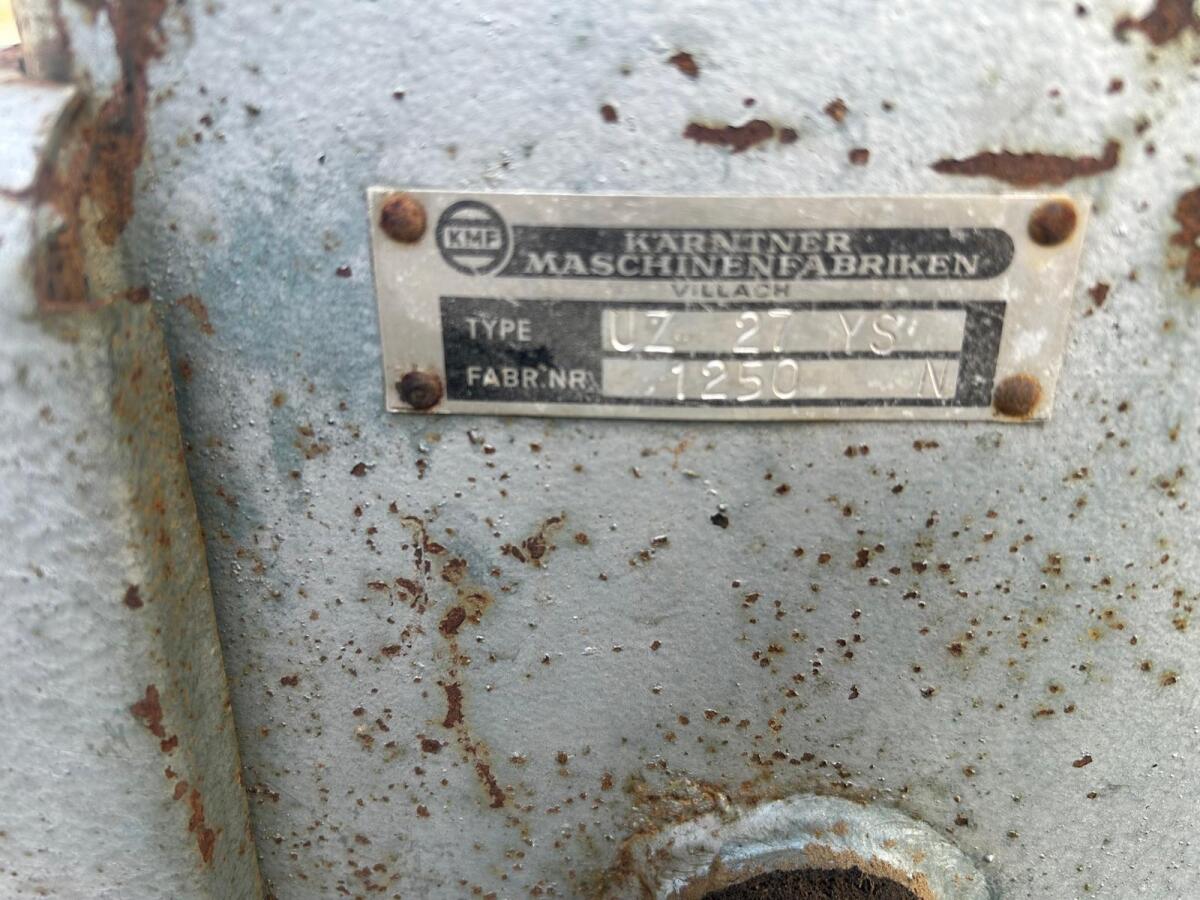 KMF
KÄRNTNER
MASCHINENFABRIKEN
VILLACH
TYPE UZ 27 YS
FABR.NR. 1250 N